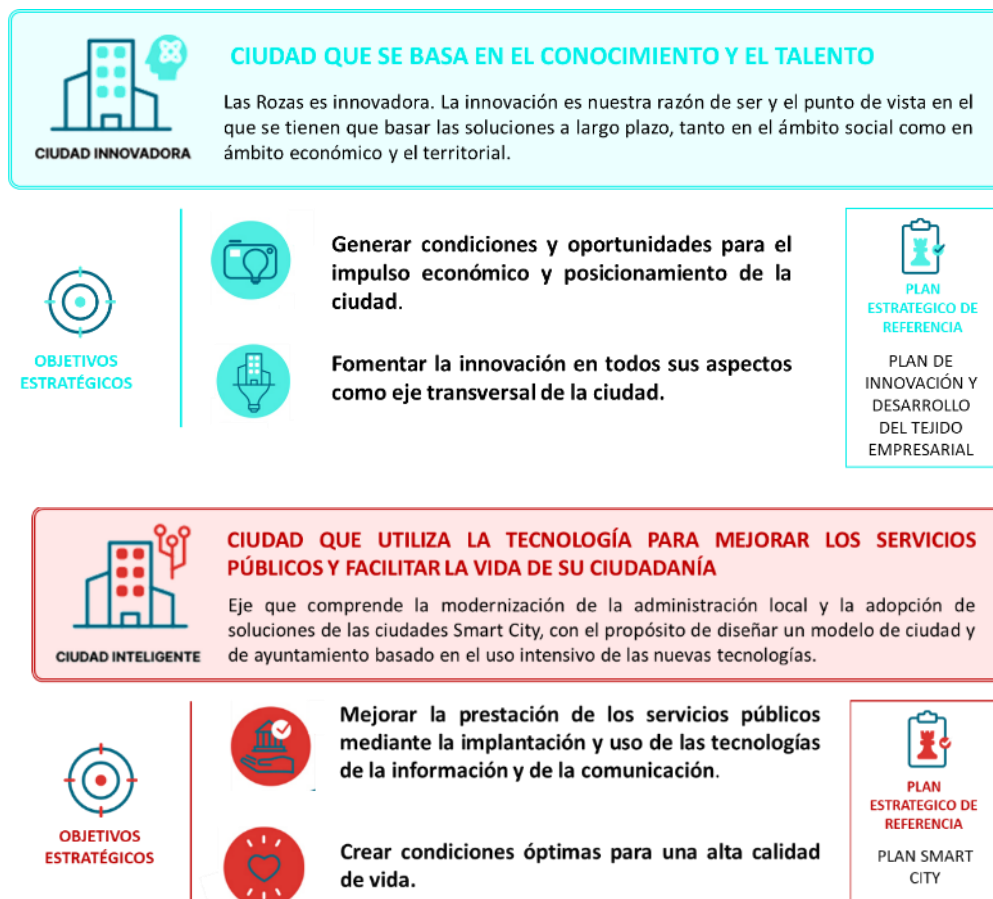 CIUDAD QUE SE BASA EN EL CONOCIMIENTO Y EL TALENTO
Las Rozas es innovadora. La innovación es nuestra razón de ser y el punto de vista en el
que se tienen que basar las soluciones a largo plazo, tanto en el ámbito social como en
ámbito económico y el territorial.
CIUDAD INNOVADORA
OBJETIVOS
ESTRATÉGICOS
Generar condiciones y oportunidades para el
impulso económico y posicionamiento de la
ciudad.
Fomentar la innovación en todos sus aspectos
como eje transversal de la ciudad.
PLAN
ESTRATEGICO DE
REFERENCIA
PLAN DE
INNOVACIÓN Y
DESARROLLO
DEL TEJIDO
EMPRESARIAL
CIUDAD QUE UTILIZA LA TECNOLOGÍA PARA MEJORAR LOS SERVICIOS
PÚBLICOS Y FACILITAR LA VIDA DE SU CIUDADANÍA
Eje que comprende la modernización de la administración local y la adopción de
soluciones de las ciudades Smart City, con el propósito de diseñar un modelo de ciudad y
de ayuntamiento basado en el uso intensivo de las nuevas tecnologías.
CIUDAD INTELIGENTE
OBJETIVOS
ESTRATÉGICOS
Mejorar la prestación de los servicios públicos
mediante la implantación y uso de las tecnologías
de la información y de la comunicación.
Crear condiciones óptimas para una alta calidad
de vida.
PLAN
ESTRATEGICO DE
REFERENCIA
PLAN SMART
CITY